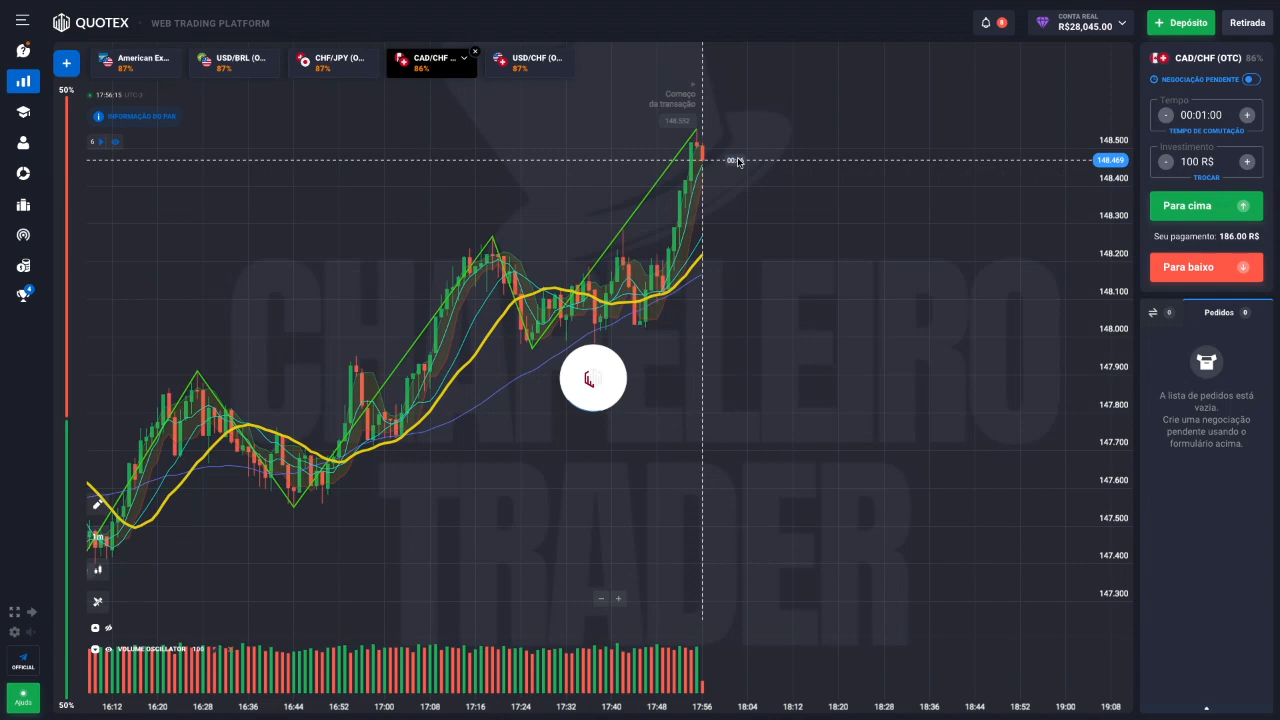 QUOTEX
WEB TRADING PLATFORM
8
CONTA REAL
R$28,045.00
Depósito
Retirada
American Ex...
87%
USD/BRL (O...
87%
CHF/JPY (O...
87%
CAD/CHF ...
86%
USD/CHF (O...
87%
50%
17:56:15 UTC-3
INFORMAÇÃO DO PAR
6
Começo
da transação
148.552
148.500
148.469
148.400
148.300
148.200
148.100
148.000
147.900
147.800
147.700
147.600
147.500
147.400
147.300
CHAPELEIRO
TRADER
1m
VOLUME OSCILLATOR 100
50%
16:12 16:20 16:28 16:36 16:44 16:52 17:00 17:08 17:16 17:24 17:32 17:40 17:48 17:56 18:04 18:12 18:20 18:28 18:36 18:44 18:52 19:00 19:08
4
OFFICIAL
Ajuda
CAD/CHF (OTC) 86%
NEGOCIAÇÃO PENDENTE
Tempo
- 00:01:00 +
TEMPO DE COMUTAÇÃO
Investimento
- 100 R$ +
TROCAR
Para cima
Seu pagamento: 186.00 R$
Para baixo
0
Pedidos 0
A lista de pedidos está
vazia.
Crie uma negociação
pendente usando o
formulário acima.